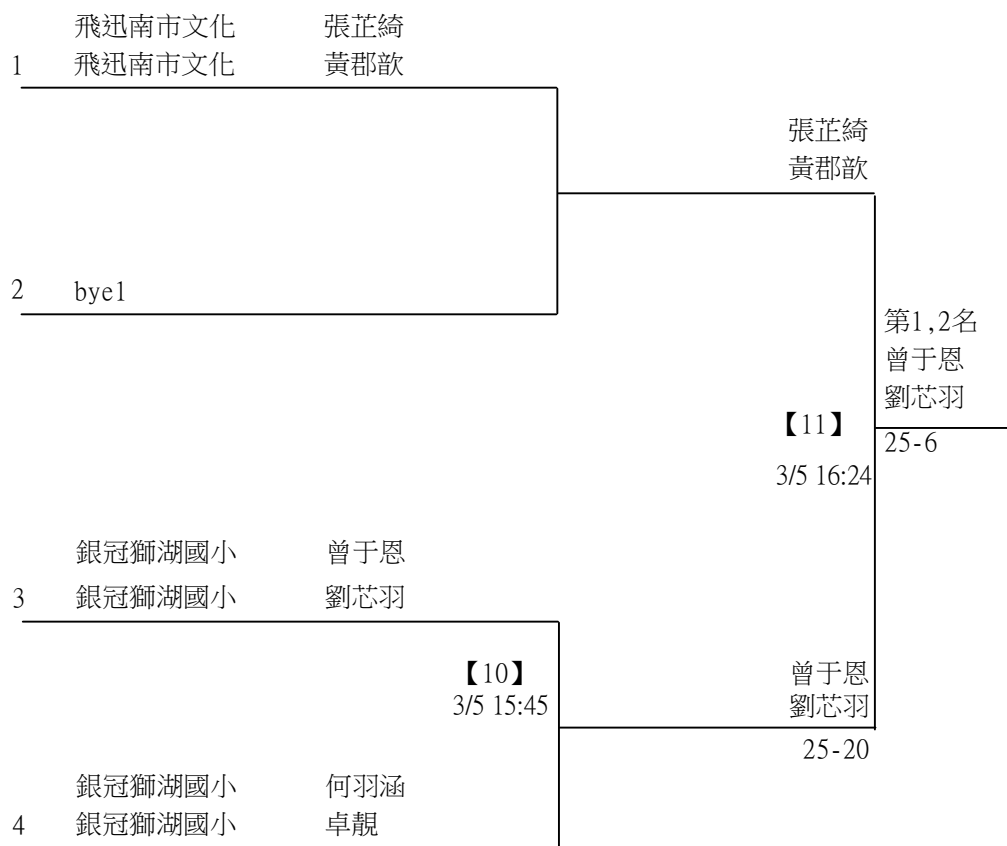 飛迅南市文化 張芷綺
1 飛迅南市文化 黃郡歆
張芷綺
黃郡歆
2 bye1
第1,2名
曾于恩
劉芯羽
【11】
25-6
3/5 16:24
銀冠獅湖國小 曾于恩
3 銀冠獅湖國小 劉芯羽
【10】
3/5 15:45
曾于恩
劉芯羽
25-20
銀冠獅湖國小 何羽涵
4 銀冠獅湖國小 卓靚